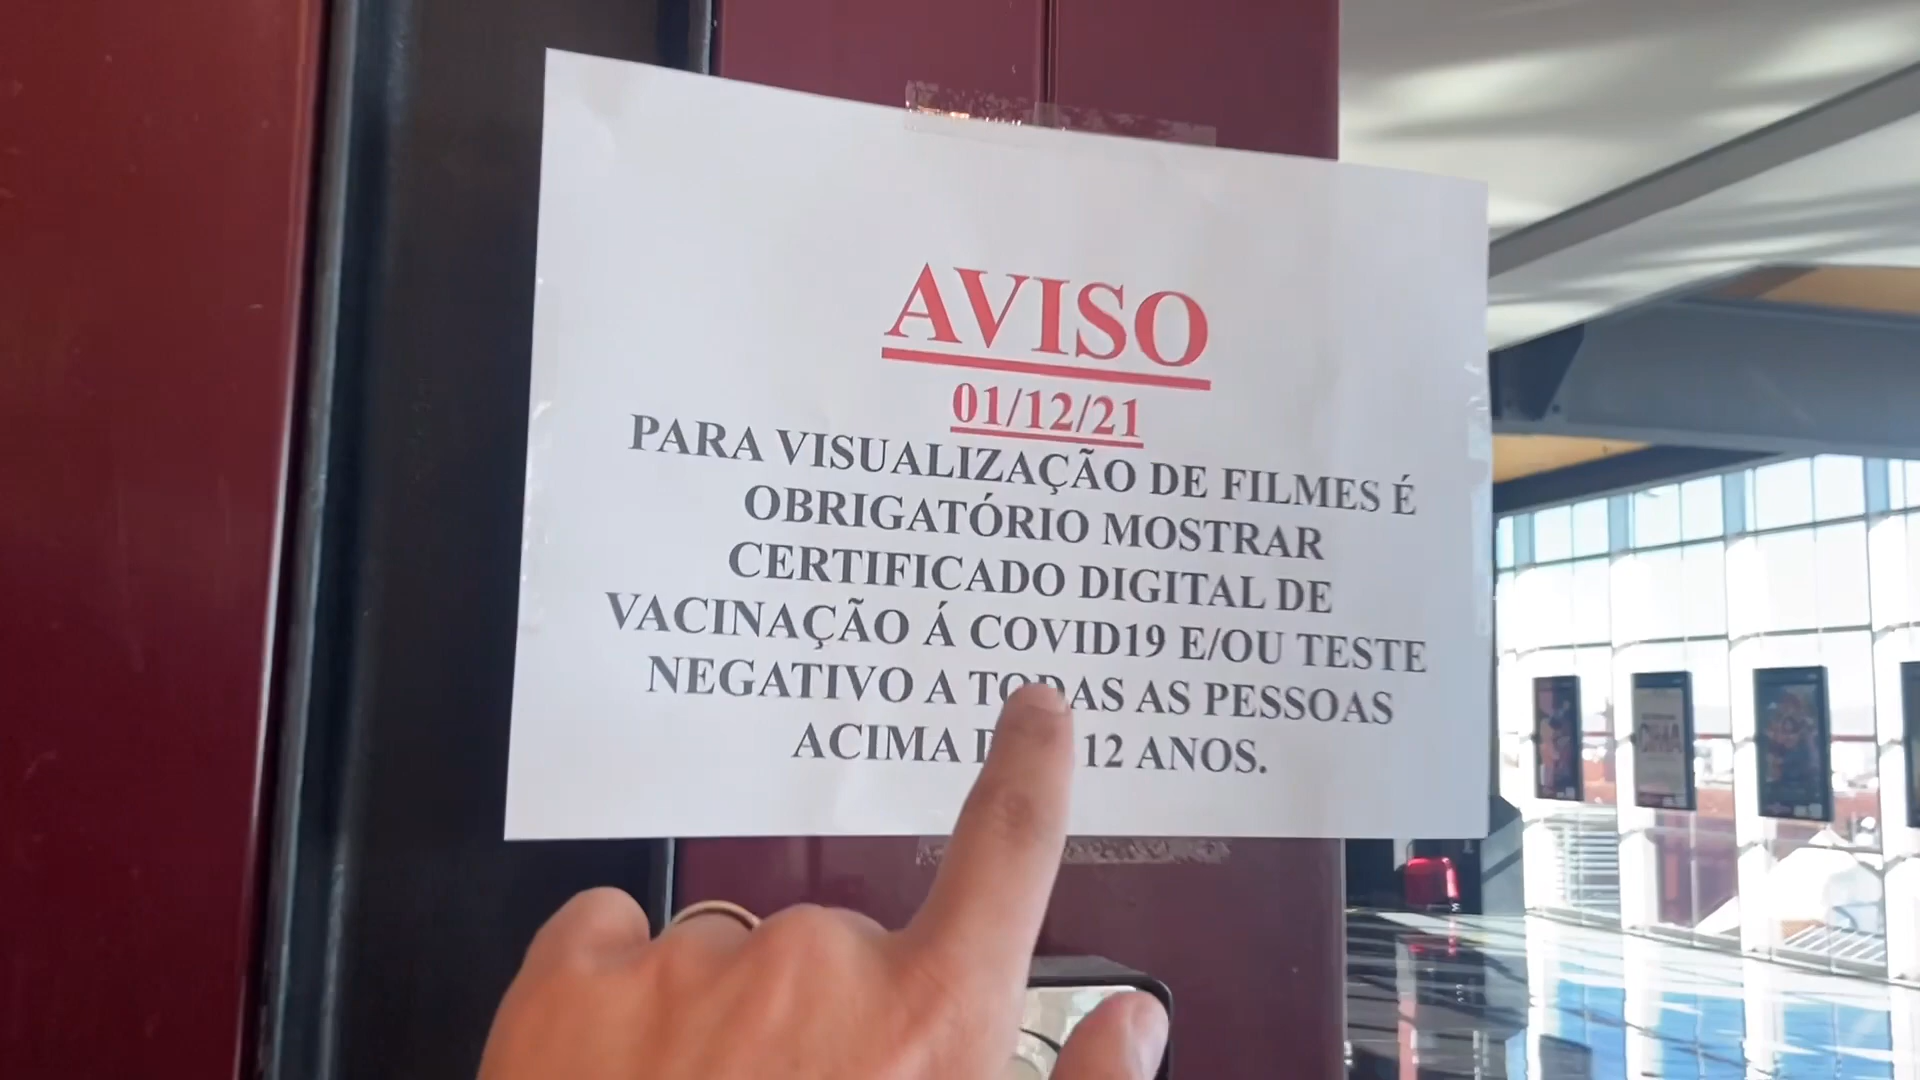 AVISO
01/12/21
PARA VISUALIZAÇÃO DE FILMES É
OBRIGATÓRIO MOSTRAR
CERTIFICADO DIGITAL DE
VACINAÇÃO Á COVID19 E/OU TESTE
NEGATIVO A TODAS AS PESSOAS
ACIMA 12 ANOS.